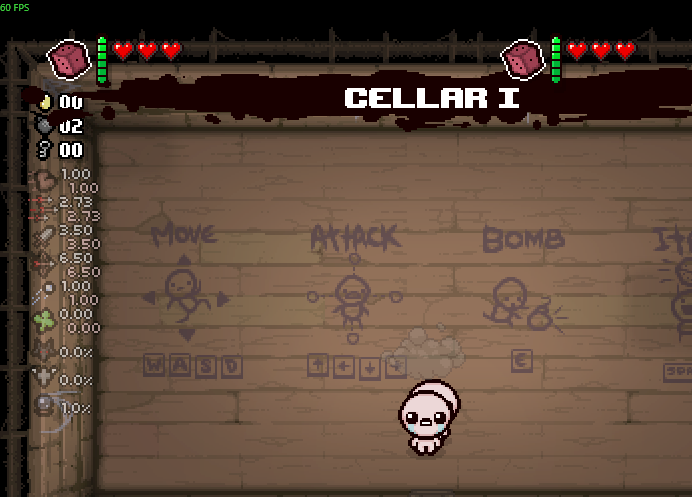 60 FPS
CELLAR I
00
02
00
1.00
1.00
2.73
2.73
3.50
3.50
6.50
6.50
1.00
1.00
0.00
0.00
0.0%
0.0%
1.0%
MOVE
ATTACK
BOMB
W A S D
↑ ← ↓ →
E